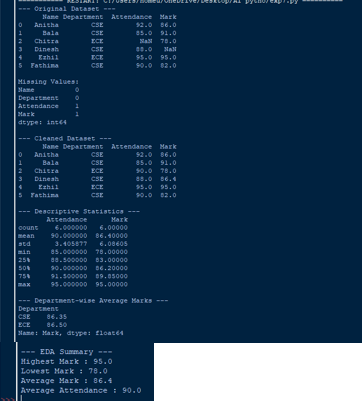 =========== RESTART: C:/Users/homed/OneDrive/Desktop/AI pytho/exp7.py ==========
--- Original Dataset ---
Name Department Attendance Mark
0 Anitha CSE 92.0 86.0
1 Bala CSE 85.0 91.0
2 Chitra ECE NaN 78.0
3 Dinesh CSE 88.0 NaN
4 Ezhil ECE 95.0 95.0
5 Fathima CSE 90.0 82.0
Missing Values:
Name 0
Department 0
Attendance 1
Mark 1
dtype: int64
--- Cleaned Dataset ---
Name Department Attendance Mark
0 Anitha CSE 92.0 86.0
1 Bala CSE 85.0 91.0
2 Chitra ECE 90.0 78.0
3 Dinesh CSE 88.0 86.4
4 Ezhil ECE 95.0 95.0
5 Fathima CSE 90.0 82.0
--- Descriptive Statistics ---
Attendance Mark
count 6.000000 6.00000
mean 90.000000 86.40000
std 3.405877 6.08605
min 85.000000 78.00000
25% 88.500000 83.00000
50% 90.000000 86.20000
75% 91.500000 89.85000
max 95.000000 95.00000
--- Department-wise Average Marks ---
Department
CSE 86.35
ECE 86.50
Name: Mark, dtype: float64
--- EDA Summary ---
Highest Mark : 95.0
Lowest Mark : 78.0
Average Mark : 86.4
Average Attendance : 90.0
>>>